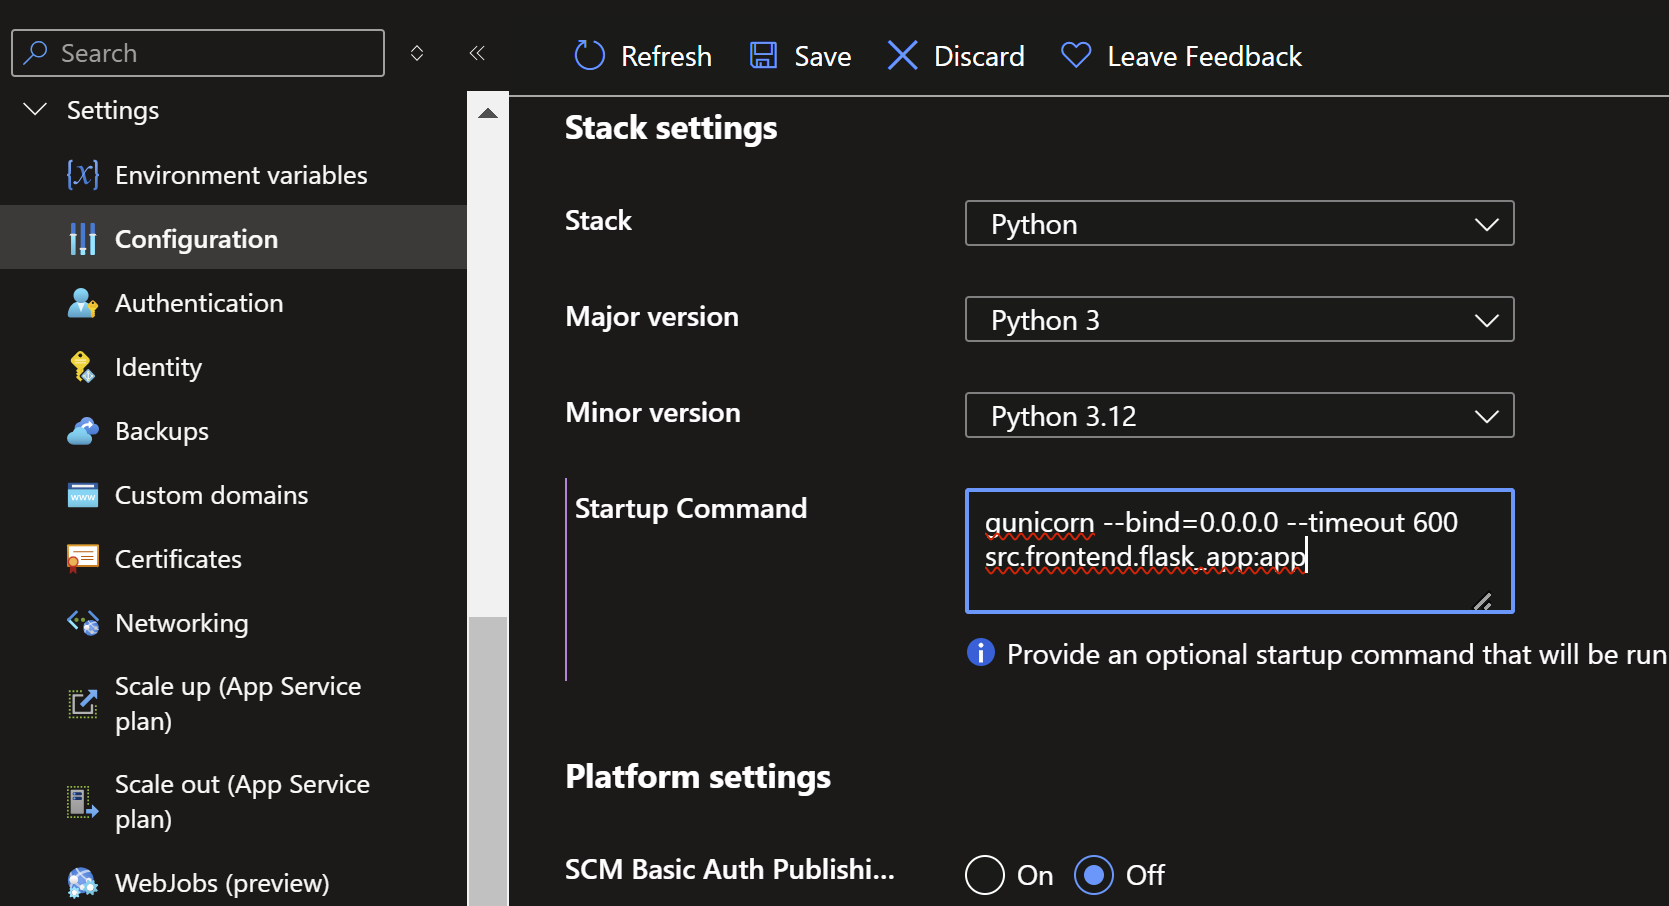 Search
Refresh
Save
Discard
Leave Feedback
Settings
{x} Environment variables
Configuration
Authentication
Identity
Backups
www Custom domains
Certificates
Networking
Scale up (App Service
plan)
Scale out (App Service
plan)
WebJobs (preview)
Stack settings
Stack
Python
Major version
Python 3
Minor version
Python 3.12
Startup Command
gunicorn --bind=0.0.0.0 --timeout 600
src.frontend.flask_app:app
Provide an optional startup command that will be run
Platform settings
SCM Basic Auth Publishi...
On
Off